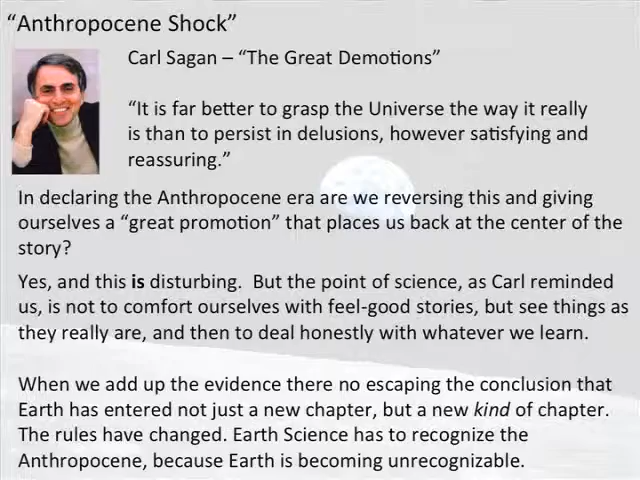 “Anthropocene Shock”
Carl Sagan – “The Great Demotions”
“It is far better to grasp the Universe the way it really
is than to persist in delusions, however satisfying and
reassuring.”
In declaring the Anthropocene era are we reversing this and giving
ourselves a “great promotion” that places us back at the center of the
story?
Yes, and this is disturbing.  But the point of science, as Carl reminded
us, is not to comfort ourselves with feel-good stories, but see things as
they really are, and then to deal honestly with whatever we learn.
When we add up the evidence there no escaping the conclusion that
Earth has entered not just a new chapter, but a new kind of chapter.
The rules have changed. Earth Science has to recognize the
Anthropocene, because Earth is becoming unrecognizable.